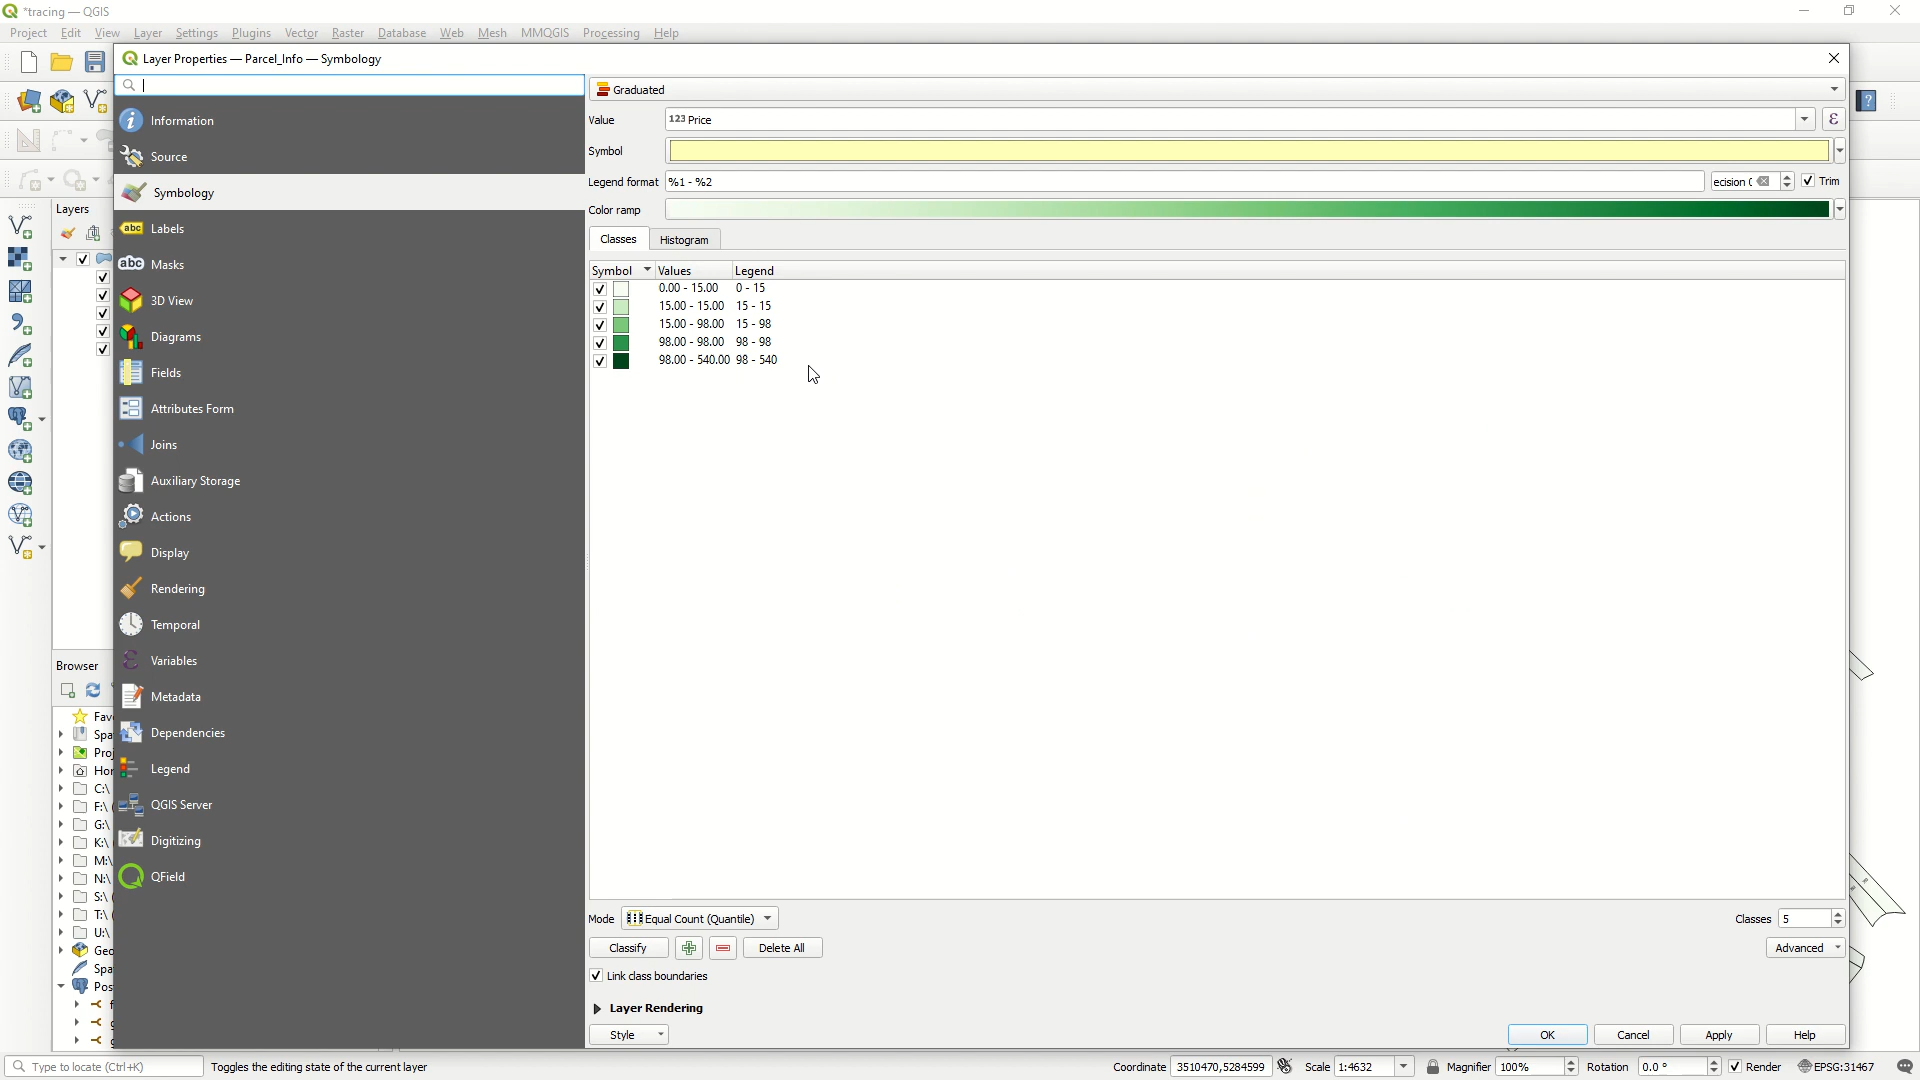 *tracing — QGIS
Project Edit View Layer Settings Plugins Vector Raster Database Web Mesh MMQGIS Processing Help
Layer Properties — Parcel_Info — Symbology
Information
Source
Symbology
Labels
Masks
3D View
Diagrams
Fields
Attributes Form
Joins
Auxiliary Storage
Actions
Display
Rendering
Temporal
Variables
Metadata
Dependencies
Legend
QGIS Server
Digitizing
QField
Graduated
Value 123 Price
Symbol
Legend format %1 - %2 ecision ( Trim
Color ramp
Classes Histogram
Symbol Values Legend
0.00 - 15.00 0 - 15
15.00 - 15.00 15 - 15
15.00 - 98.00 15 - 98
98.00 - 98.00 98 - 98
98.00 - 540.00 98 - 540
Mode Equal Count (Quantile) Classes 5
Classify Delete All Advanced
Link class boundaries
Layer Rendering
Style OK Cancel Apply Help
Layers
Browser
Fav
Spa
Proj
Hor
C:\
F:\
G:\
K:\
M:\
N:\
S:\
T:\
U:\
Geo
Spa
Pos
Type to locate (Ctrl+K) Toggles the editing state of the current layer Coordinate 3510470,5284599 Scale 1:4632 Magnifier 100% Rotation 0.0 ° Render EPSG:31467